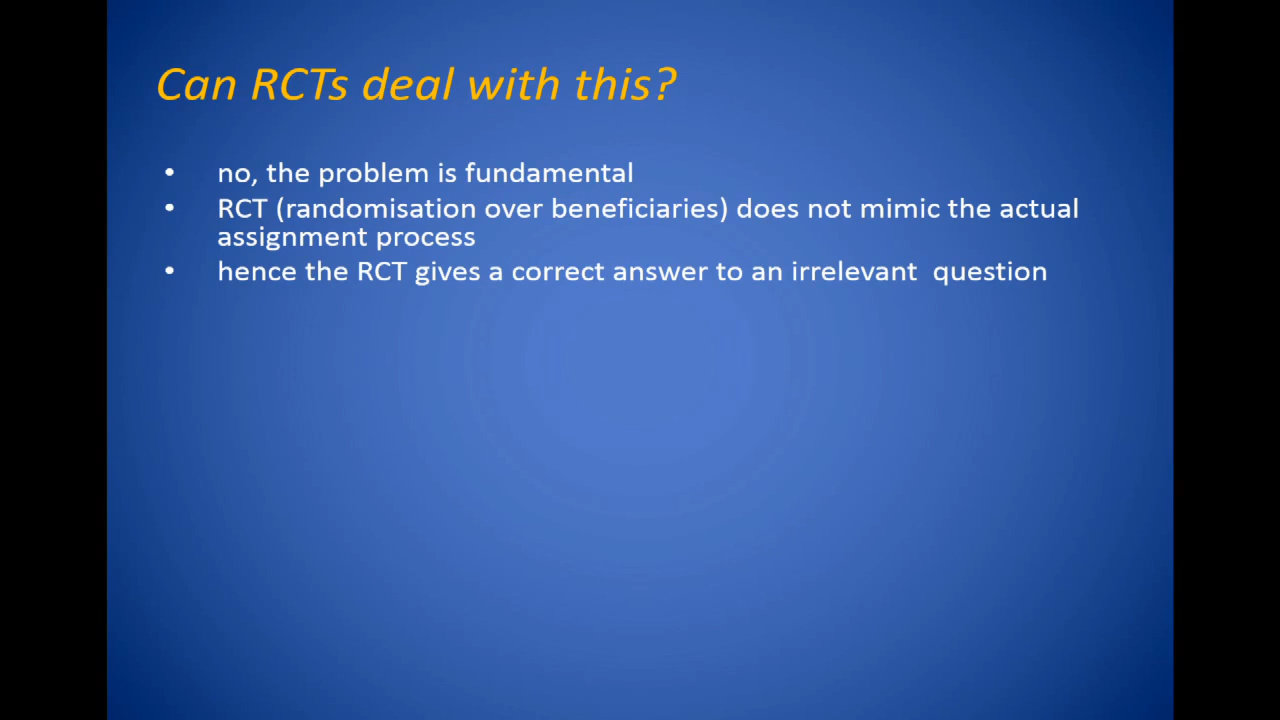 Can RCTs deal with this?
• no, the problem is fundamental
• RCT (randomisation over beneficiaries) does not mimic the actual
assignment process
• hence the RCT gives a correct answer to an irrelevant  question